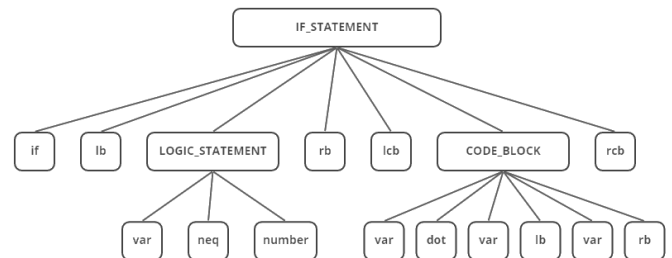 IF_STATEMENT
if lb LOGIC_STATEMENT rb lcb CODE_BLOCK rcb
var neq number var dot var lb var rb